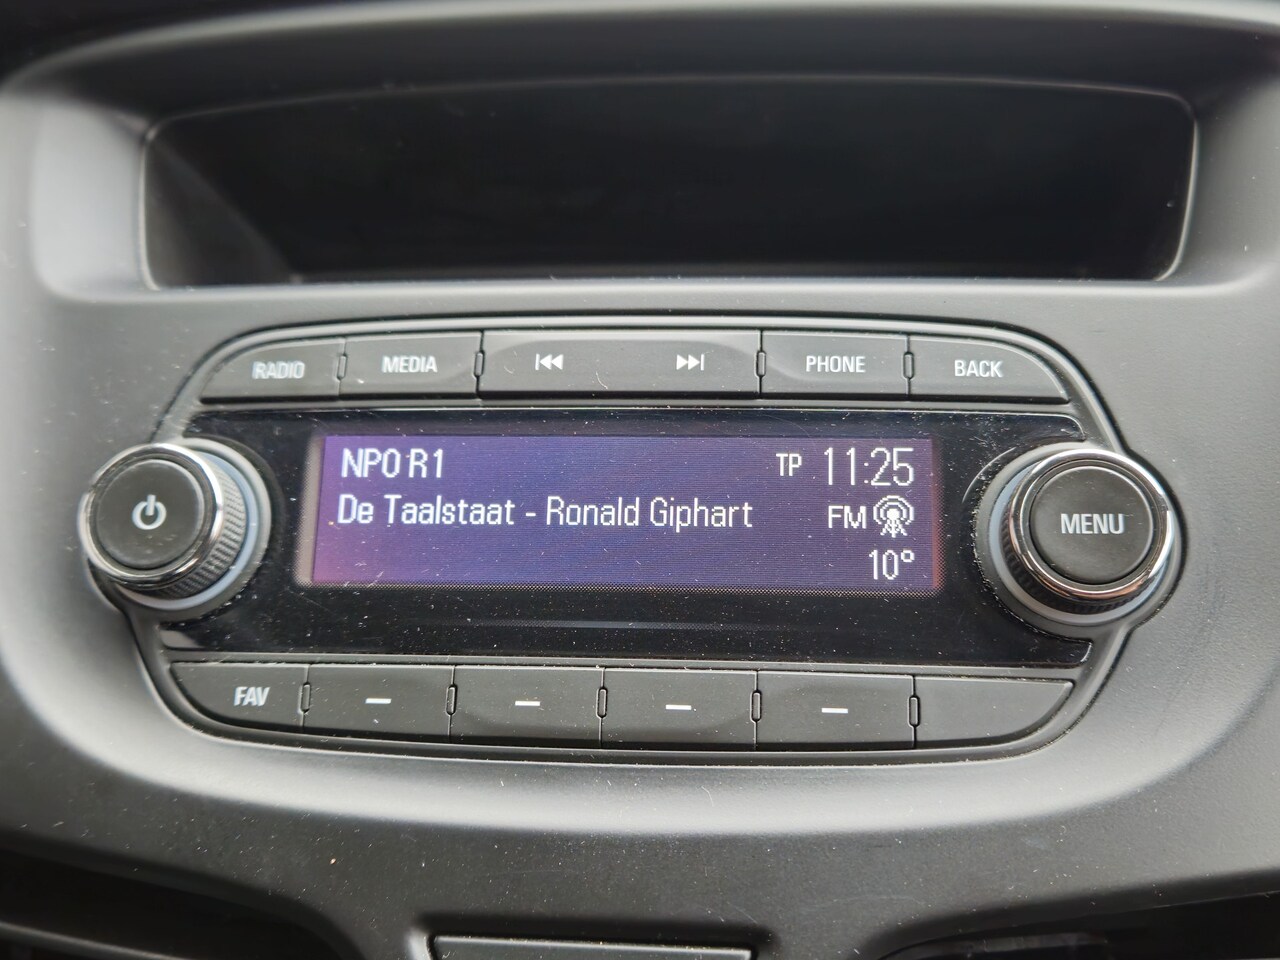 RADIO MEDIA PHONE BACK
NPO R1 TP 11:25
De Taalstaat - Ronald Giphart FM
10°
MENU
FAV